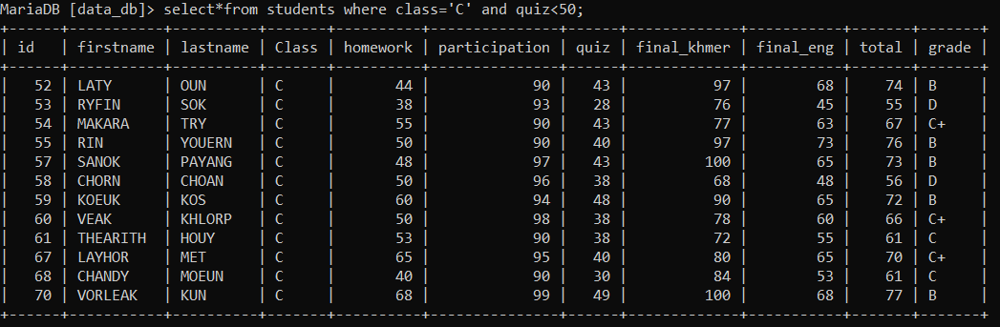 MariaDB [data_db]> select*from students where class='C' and quiz<50;
+------+-----------+----------+-------+----------+---------------+------+-------------+-----------+-------+-------+
| id   | firstname | lastname | Class | homework | participation | quiz | final_khmer | final_eng | total | grade |
+------+-----------+----------+-------+----------+---------------+------+-------------+-----------+-------+-------+
|   52 | LATY      | OUN      | C     |       44 |            90 |   43 |          97 |        68 |    74 | B     |
|   53 | RYFIN     | SOK      | C     |       38 |            93 |   28 |          76 |        45 |    55 | D     |
|   54 | MAKARA    | TRY      | C     |       55 |            90 |   43 |          77 |        63 |    67 | C+    |
|   55 | RIN       | YOUERN   | C     |       50 |            90 |   40 |          97 |        73 |    76 | B     |
|   57 | SANOK     | PAYANG   | C     |       48 |            97 |   43 |         100 |        65 |    73 | B     |
|   58 | CHORN     | CHOAN    | C     |       50 |            96 |   38 |          68 |        48 |    56 | D     |
|   59 | KOEUK     | KOS      | C     |       60 |            94 |   48 |          90 |        65 |    72 | B     |
|   60 | VEAK      | KHLORP   | C     |       50 |            98 |   38 |          78 |        60 |    66 | C+    |
|   61 | THEARITH  | HOUY     | C     |       53 |            90 |   38 |          72 |        55 |    61 | C     |
|   67 | LAYHOR    | MET      | C     |       65 |            95 |   40 |          80 |        65 |    70 | C+    |
|   68 | CHANDY    | MOEUN    | C     |       40 |            90 |   30 |          84 |        53 |    61 | C     |
|   70 | VORLEAK   | KUN      | C     |       68 |            99 |   49 |         100 |        68 |    77 | B     |
+------+-----------+----------+-------+----------+---------------+------+-------------+-----------+-------+-------+